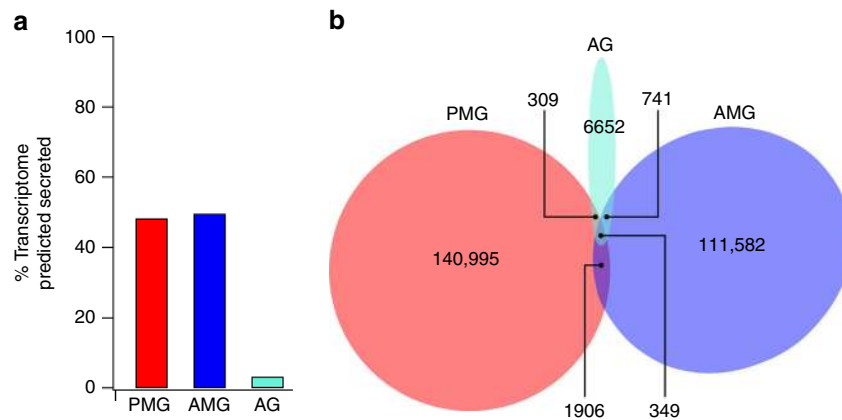 a
% Transcriptome
predicted secreted
100
80
60
40
20
0
PMG AMG AG
b
AG
309
741
PMG
6652
AMG
140,995
111,582
1906
349